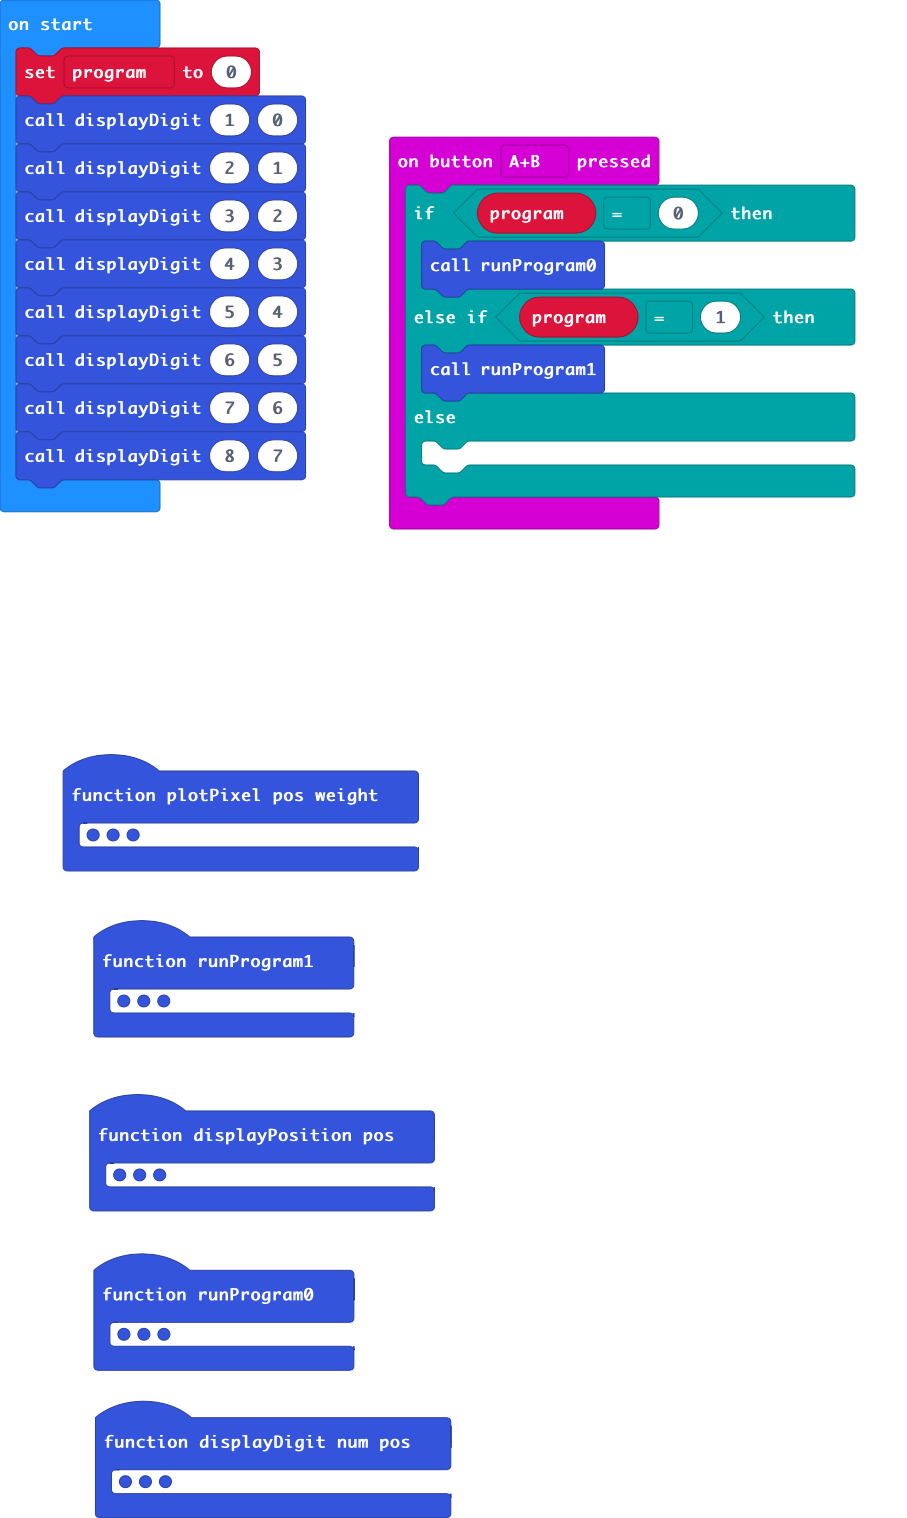 on start
set program to 0
call displayDigit 1 0
call displayDigit 2 1
call displayDigit 3 2
call displayDigit 4 3
call displayDigit 5 4
call displayDigit 6 5
call displayDigit 7 6
call displayDigit 8 7
on button A+B pressed
if program = 0 then
call runProgram0
else if program = 1 then
call runProgram1
else
function plotPixel pos weight
function runProgram1
function displayPosition pos
function runProgram0
function displayDigit num pos